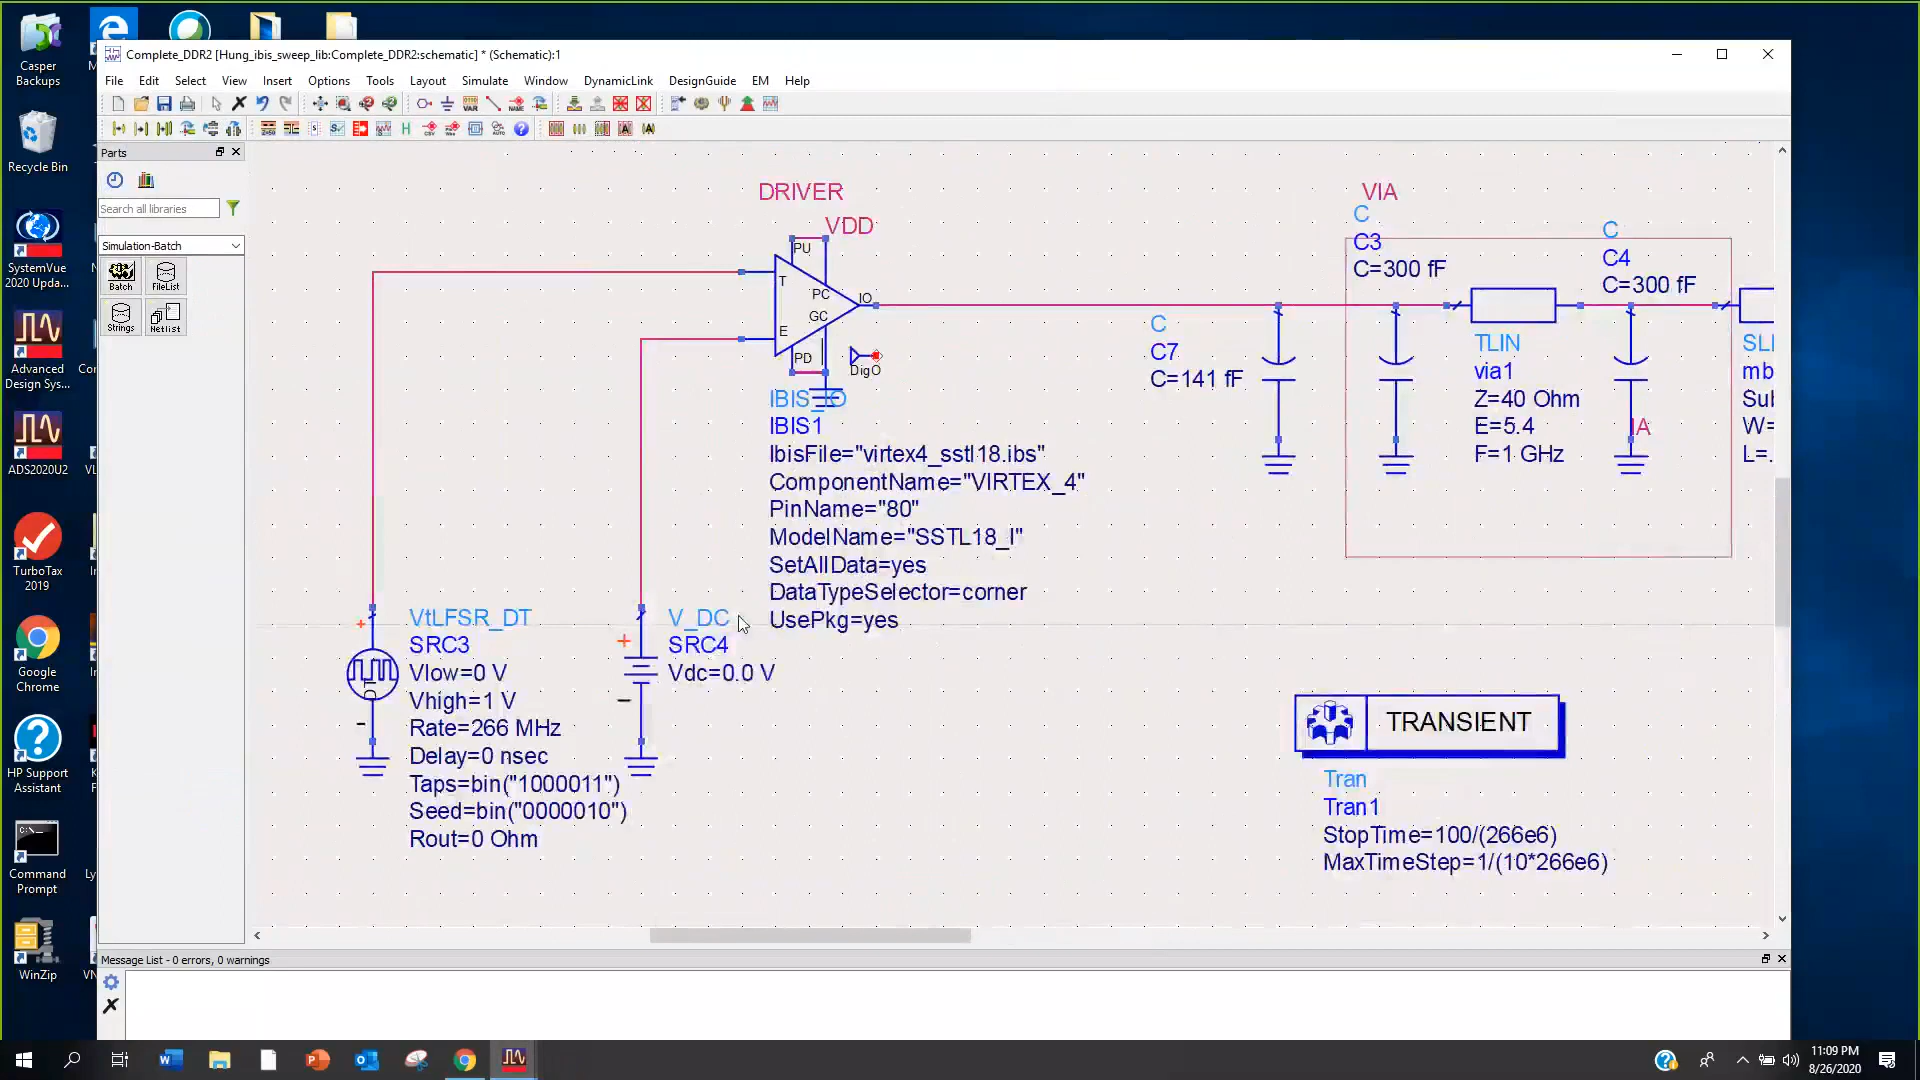 Complete_DDR2 [Hung_ibis_sweep_lib:Complete_DDR2:schematic] * (Schematic):1
File Edit Select View Insert Options Tools Layout Simulate Window DynamicLink DesignGuide EM Help
Parts
Search all libraries
Simulation-Batch
Batch
FileList
Strings
Netlist
DRIVER
VDD
PU
T
PC
IO
GC
E
PD
DigO
IBIS_IO
IBIS1
IbisFile="virtex4_sstl18.ibs"
ComponentName="VIRTEX_4"
PinName="80"
ModelName="SSTL18_I"
SetAllData=yes
DataTypeSelector=corner
UsePkg=yes
VtLFSR_DT
SRC3
Vlow=0 V
Vhigh=1 V
Rate=266 MHz
Delay=0 nsec
Taps=bin("1000011")
Seed=bin("0000010")
Rout=0 Ohm
V_DC
SRC4
Vdc=0.0 V
C
C7
C=141 fF
VIA
C
C3
C=300 fF
C
C4
C=300 fF
TLIN
via1
Z=40 Ohm
E=5.4
F=1 GHz
TRANSIENT
Tran
Tran1
StopTime=100/(266e6)
MaxTimeStep=1/(10*266e6)
Message List - 0 errors, 0 warnings
Casper
Backups
Recycle Bin
SystemVue
2020 Upda...
Advanced
Design Sys...
ADS2020U2
TurboTax
2019
Google
Chrome
HP Support
Assistant
Command
Prompt
WinZip
11:09 PM
8/26/2020